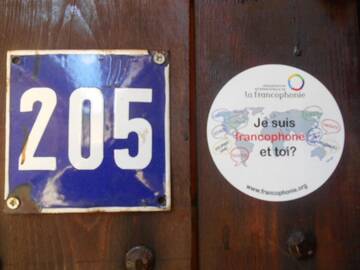 205
la francophonie
Je suis
francophone
et toi?
www.francophonie.org